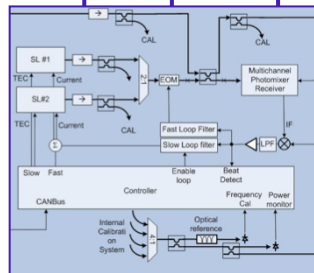 CAL
CAL
SL #1
TEC
Current
CAL
2:1
EOM
Multichannel
Photomixer
Receiver
SL#2
TEC
Current
CAL
IF
Fast Loop Filter
Slow Loop filter
LPF
Σ
Slow
Fast
Enable
loop
Beat
Detect
Controller
Frequency
Cal
Power
monitor
CANBus
Internal
Calibrati
on
System
4:1
Optical
reference